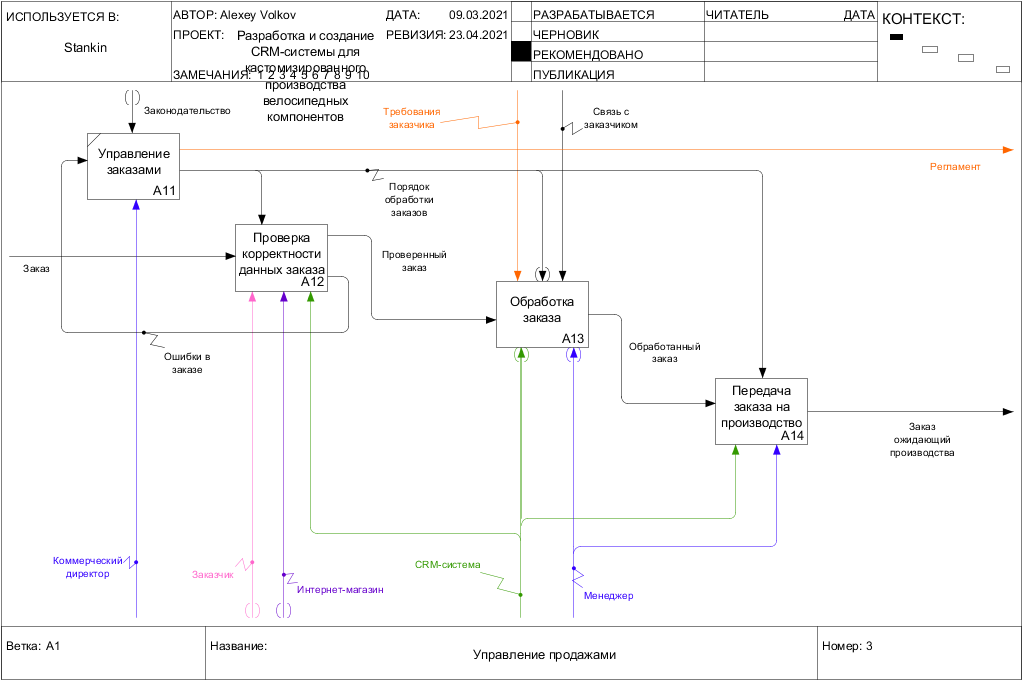 ИСПОЛЬЗУЕТСЯ В:
Stankin
АВТОР: Alexey Volkov
ДАТА: 09.03.2021
ПРОЕКТ: Разработка и создание
CRM-системы для
кастомизированного
производства
велосипедных
компонентов
РЕВИЗИЯ: 23.04.2021
ЗАМЕЧАНИЯ: 1 2 3 4 5 6 7 8 9 10
РАЗРАБАТЫВАЕТСЯ
ЧЕРНОВИК
РЕКОМЕНДОВАНО
ПУБЛИКАЦИЯ
ЧИТАТЕЛЬ ДАТА
КОНТЕКСТ:
Законодательство
Требования
заказчика
Связь с
заказчиком
Управление
заказами
A11
Регламент
Порядок
обработки
заказов
Проверка
корректности
данных заказа
A12
Заказ
Проверенный
заказ
Обработка
заказа
A13
Ошибки в
заказе
Обработанный
заказ
Передача
заказа на
производство
A14
Заказ
ожидающий
производства
Коммерческий
директор
Заказчик
Интернет-магазин
CRM-система
Менеджер
Ветка: A1
Название:
Управление продажами
Номер: 3